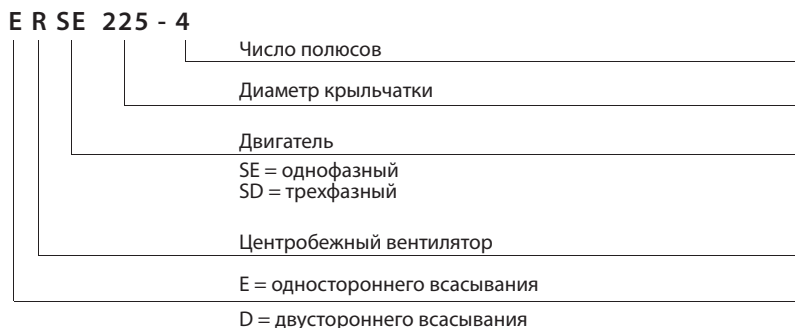 E R SE 225 - 4
Число полюсов
Диаметр крыльчатки
Двигатель
SE = однофазный
SD = трехфазный
Центробежный вентилятор
E = одностороннего всасывания
D = двустороннего всасывания